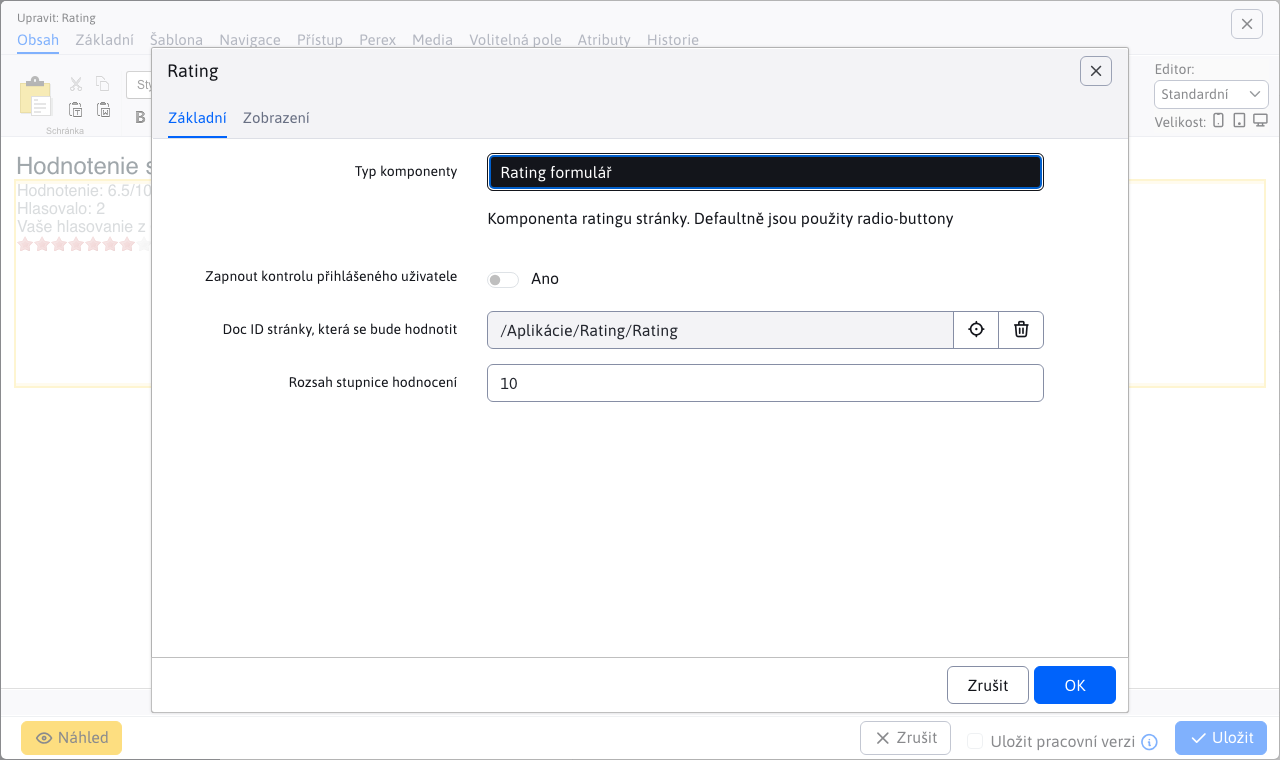 Upravit: Rating
Obsah Základní Šablona Navigace Přístup Perex Media Volitelná pole Atributy Historie
Rating
Základní Zobrazení
Schránka
B
Editor:
Standardní
Velikost:
Hodnotenie s
Hodnotenie: 6.5/10
Hlasovalo: 2
Vaše hlasovanie z
Typ komponenty
Rating formulář
Komponenta ratingu stránky. Defaultně jsou použity radio-buttony
Zapnout kontrolu přihlášeného uživatele
Ano
Doc ID stránky, která se bude hodnotit
/Aplikácie/Rating/Rating
Rozsah stupnice hodnocení
10
Zrušit OK
Náhled Zrušit Uložit pracovní verzi Uložit